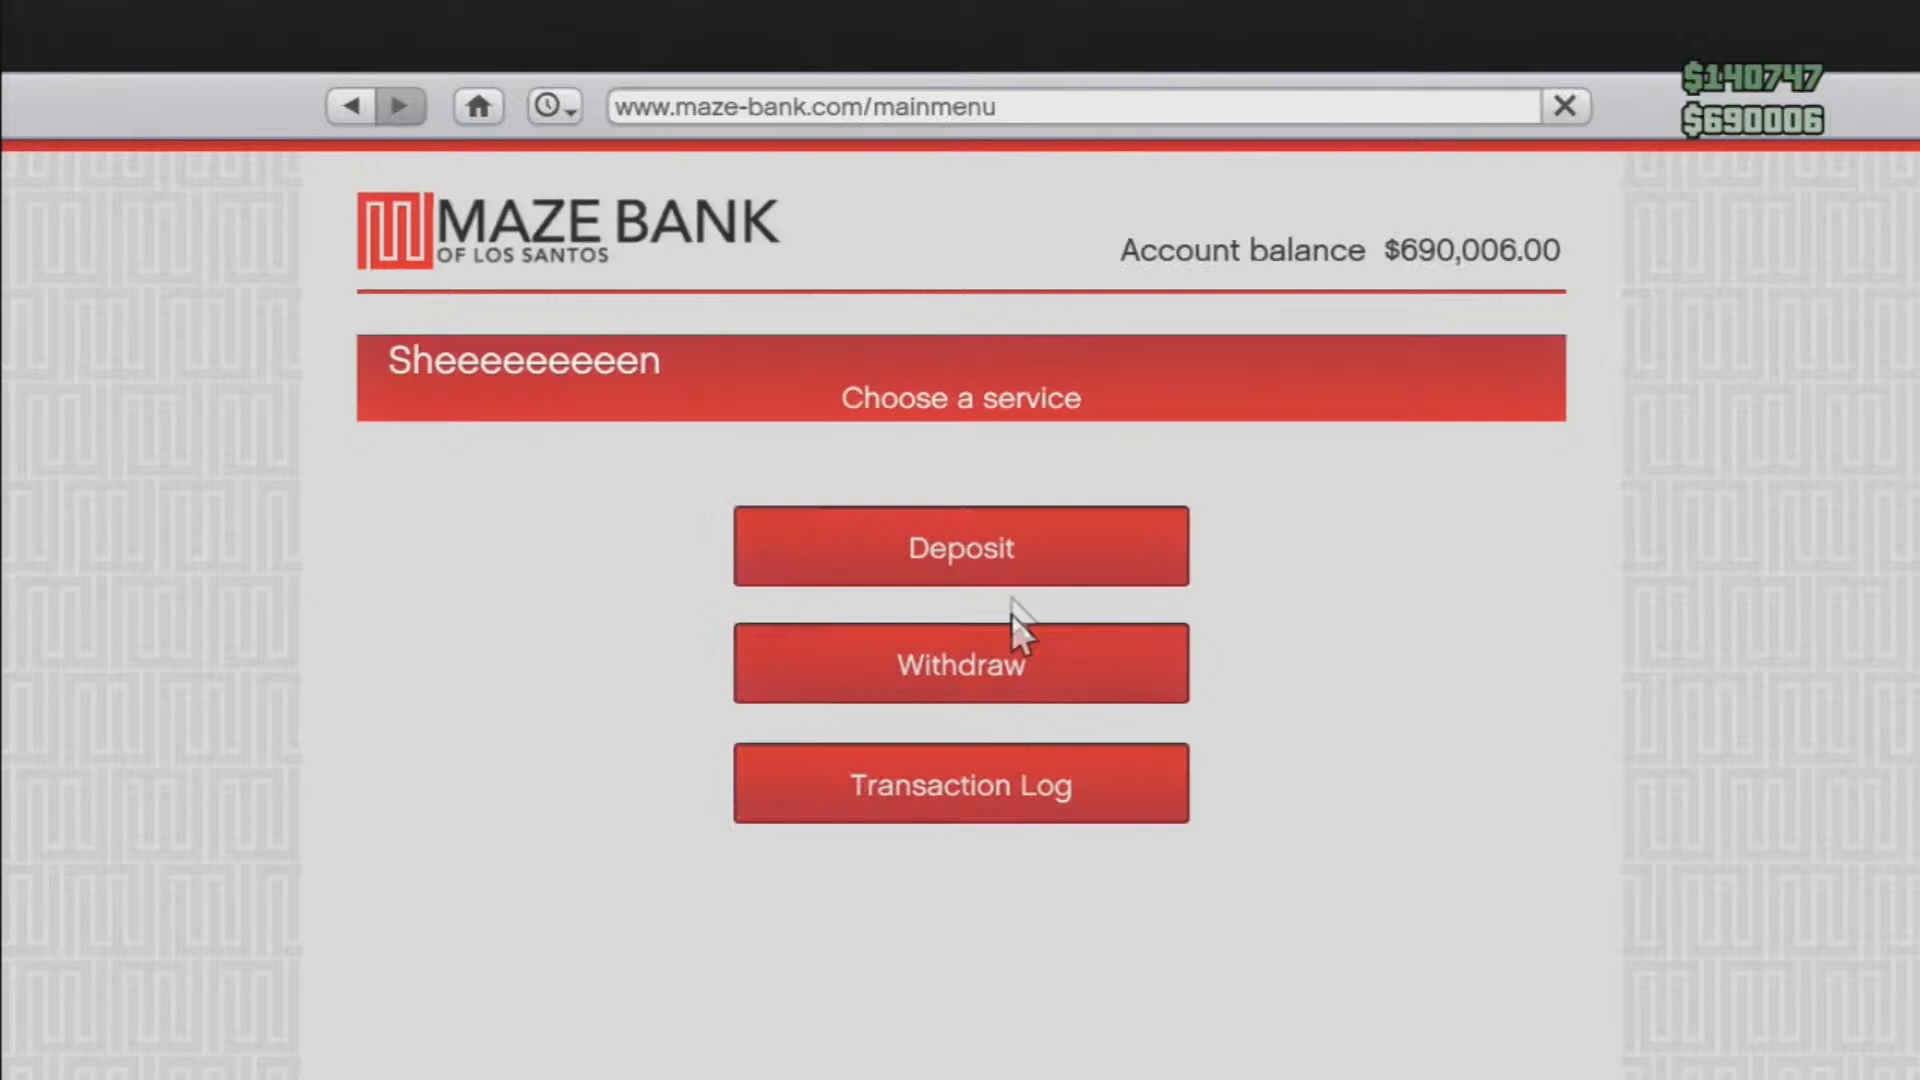 $140747
www.maze-bank.com/mainmenu
$690006
MAZE BANK
OF LOS SANTOS
Account balance $690,006.00
Sheeeeeeeeen
Choose a service
Deposit
Withdraw
Transaction Log